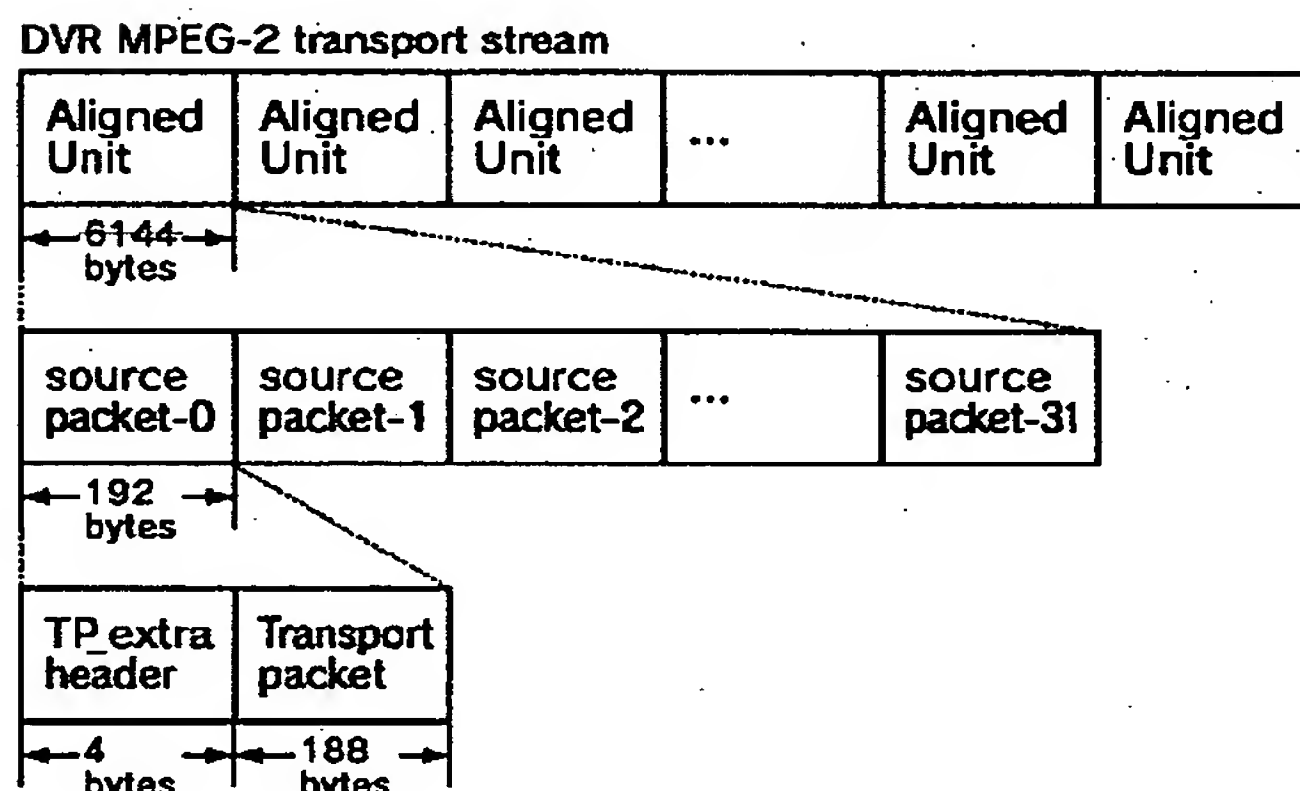 DVR MPEG-2 transport stream
Aligned Unit
Aligned Unit
Aligned Unit
...
Aligned Unit
Aligned Unit
6144 bytes
source packet-0
source packet-1
source packet-2
...
source packet-31
192 bytes
TP_extra header
Transport packet
4 bytes
188 bytes